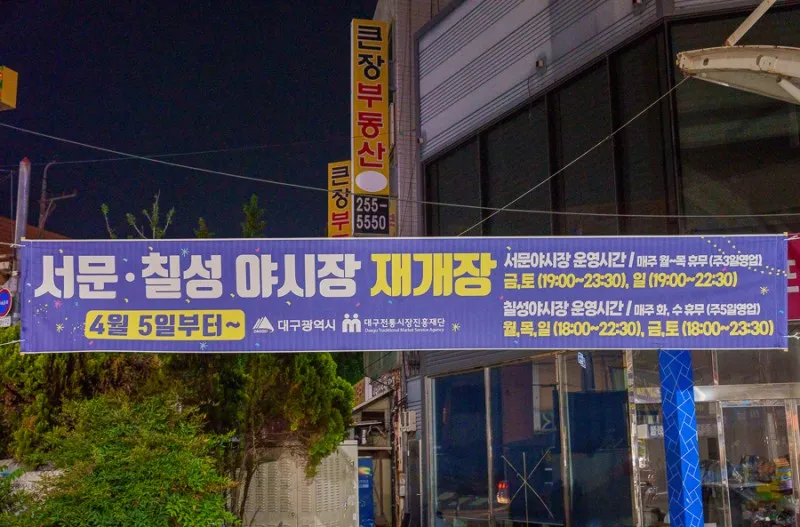 큰장부동산
255-
5550
큰장부
서문·칠성 야시장 재개장
4월 5일부터~
대구광역시
대구전통시장진흥재단
Daegu Traditional Market Service Agency
서문야시장 운영시간 / 매주 월~목 휴무 (주3일영업)
금,토 (19:00~23:30), 일 (19:00~22:30)
칠성야시장 운영시간 / 매주 화, 수 휴무 (주5일영업)
월,목,일 (18:00~22:30), 금,토 (18:00~23:30)